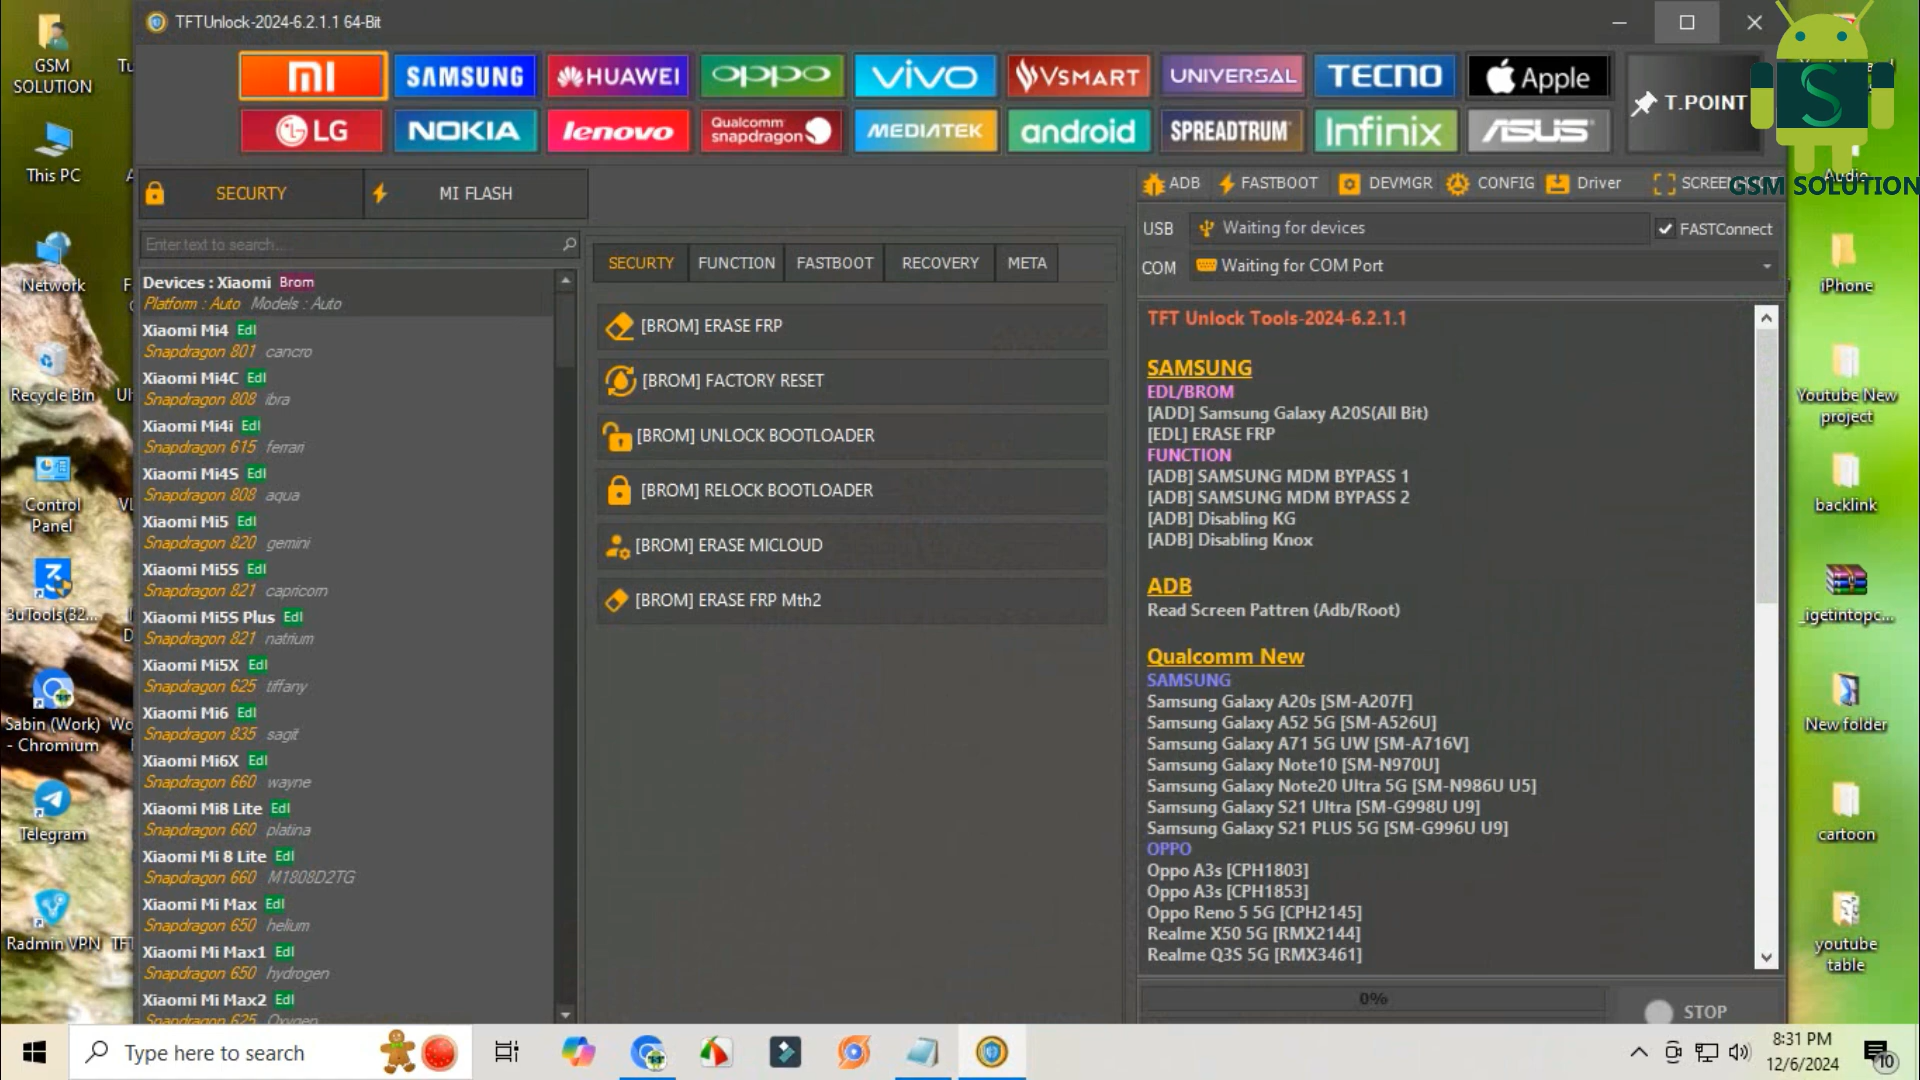 TFTUnlock-2024-6.2.1.1 64-Bit
mi
SAMSUNG
HUAWEI
oppo
vivo
VSMART
UNIVERSAL
TECNO
Apple
T.POINT
LG
NOKIA
lenovo
Qualcomm
snapdragon
MEDIATEK
android
SPREADTRUM
Infinix
ASUS
SECURTY
MI FLASH
ADB
FASTBOOT
DEVMGR
CONFIG
Driver
GSM SOLUTION
Enter text to search...
USB
Waiting for devices
FASTConnect
COM
Waiting for COM Port
SECURTY
FUNCTION
FASTBOOT
RECOVERY
META
Devices : Xiaomi Brom
Platform : Auto Models : Auto
Xiaomi Mi4 Edl
Snapdragon 801 cancro
Xiaomi Mi4C Edl
Snapdragon 808 ibra
Xiaomi Mi4i Edl
Snapdragon 615 ferrari
Xiaomi Mi4S Edl
Snapdragon 808 aqua
Xiaomi Mi5 Edl
Snapdragon 820 gemini
Xiaomi Mi5S Edl
Snapdragon 821 capricorn
Xiaomi Mi5S Plus Edl
Snapdragon 821 natrium
Xiaomi Mi5X Edl
Snapdragon 625 tiffany
Xiaomi Mi6 Edl
Snapdragon 835 sagit
Xiaomi Mi6X Edl
Snapdragon 660 wayne
Xiaomi Mi8 Lite Edl
Snapdragon 660 platina
Xiaomi Mi 8 Lite Edl
Snapdragon 660 M1808D2TG
Xiaomi Mi Max Edl
Snapdragon 650 helium
Xiaomi Mi Max1 Edl
Snapdragon 650 hydrogen
Xiaomi Mi Max2 Edl
Snapdragon 625 Oxygen
[BROM] ERASE FRP
[BROM] FACTORY RESET
[BROM] UNLOCK BOOTLOADER
[BROM] RELOCK BOOTLOADER
[BROM] ERASE MICLOUD
[BROM] ERASE FRP Mth2
TFT Unlock Tools-2024-6.2.1.1
SAMSUNG
EDL/BROM
[ADD] Samsung Galaxy A20S(All Bit)
[EDL] ERASE FRP
FUNCTION
[ADB] SAMSUNG MDM BYPASS 1
[ADB] SAMSUNG MDM BYPASS 2
[ADB] Disabling KG
[ADB] Disabling Knox
ADB
Read Screen Pattren (Adb/Root)
Qualcomm New
SAMSUNG
Samsung Galaxy A20s [SM-A207F]
Samsung Galaxy A52 5G [SM-A526U]
Samsung Galaxy A71 5G UW [SM-A716V]
Samsung Galaxy Note10 [SM-N970U]
Samsung Galaxy Note20 Ultra 5G [SM-N986U U5]
Samsung Galaxy S21 Ultra [SM-G998U U9]
Samsung Galaxy S21 PLUS 5G [SM-G996U U9]
OPPO
Oppo A3s [CPH1803]
Oppo A3s [CPH1853]
Oppo Reno 5 5G [CPH2145]
Realme X50 5G [RMX2144]
Realme Q3S 5G [RMX3461]
0%
STOP
GSM
SOLUTION
This PC
Network
Recycle Bin
Control
Panel
3uTools(32...
Sabin (Work)
- Chromium
Telegram
Radmin VPN
TFT
S
Audio
iPhone
Youtube New
project
backlink
_igetintopc...
New folder
cartoon
youtube
table
Type here to search
8:31 PM
12/6/2024
10